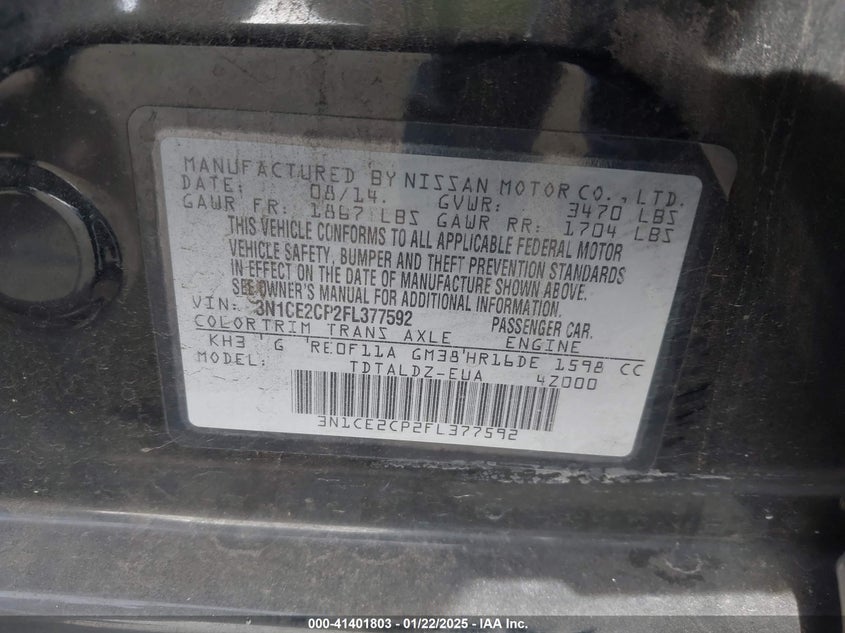 MANUFACTURED BY NISSAN MOTOR CO., LTD.
DATE: 08/14. GVWR: 3470 LBS
GAWR FR: 1867 LBS GAWR RR: 1704 LBS
THIS VEHICLE CONFORMS TO ALL APPLICABLE FEDERAL MOTOR
VEHICLE SAFETY, BUMPER AND THEFT PREVENTION STANDARDS
IN EFFECT ON THE DATE OF MANUFACTURE SHOWN ABOVE.
SEE OWNER'S MANUAL FOR ADDITIONAL INFORMATION.
VIN: 3N1CE2CP2FL377592 PASSENGER CAR.
COLOR TRIM TRANS AXLE ENGINE
KH3 G RE0F11A GM38 HR16DE 1598 CC
MODEL: TDTALDZ-EUA 4Z000
3N1CE2CP2FL377592
000-41401803 - 01/22/2025 - IAA Inc.